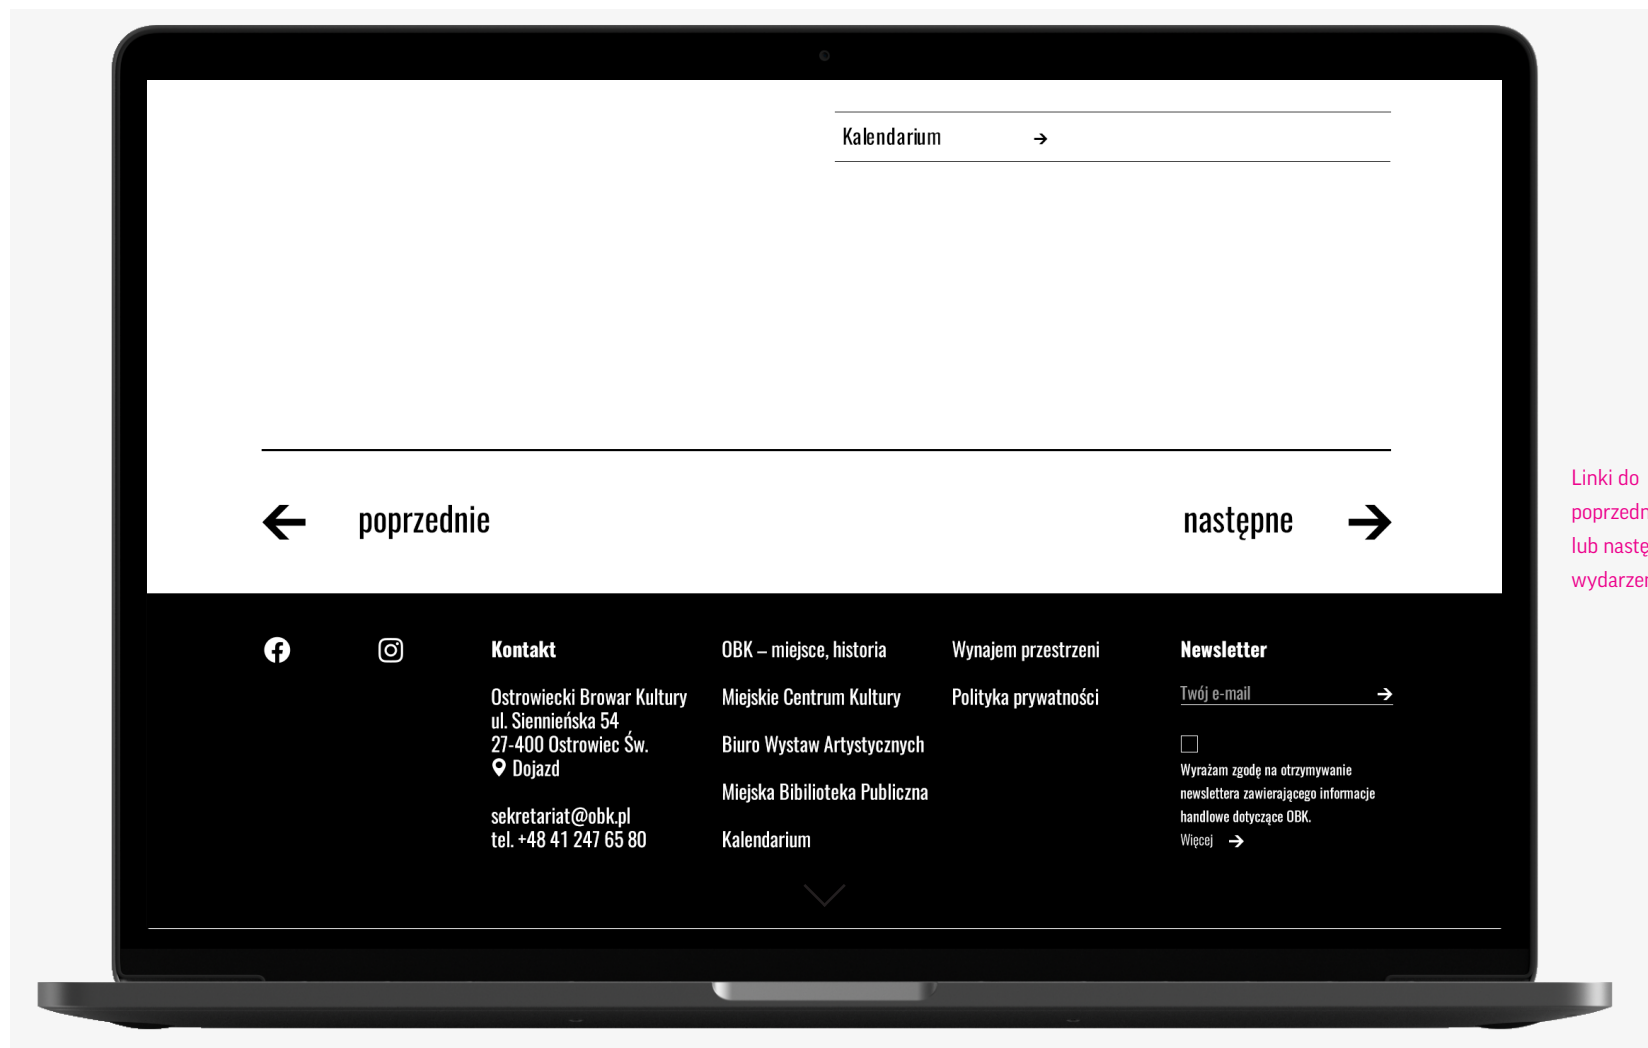 Kalendarium →
← poprzednie
następne →
Linki do
lub
Kontakt
Ostrowiecki Browar Kultury
ul. Siennieńska 54
27-400 Ostrowiec Św.
Dojazd
sekretariat@obk.pl
tel. +48 41 247 65 80
OBK – miejsce, historia
Miejskie Centrum Kultury
Biuro Wystaw Artystycznych
Miejska Bibilioteka Publiczna
Kalendarium
Wynajem przestrzeni
Polityka prywatności
Newsletter
Twój e-mail →
Wyrażam zgodę na otrzymywanie
newslettera zawierającego informacje
handlowe dotyczące OBK.
Więcej →